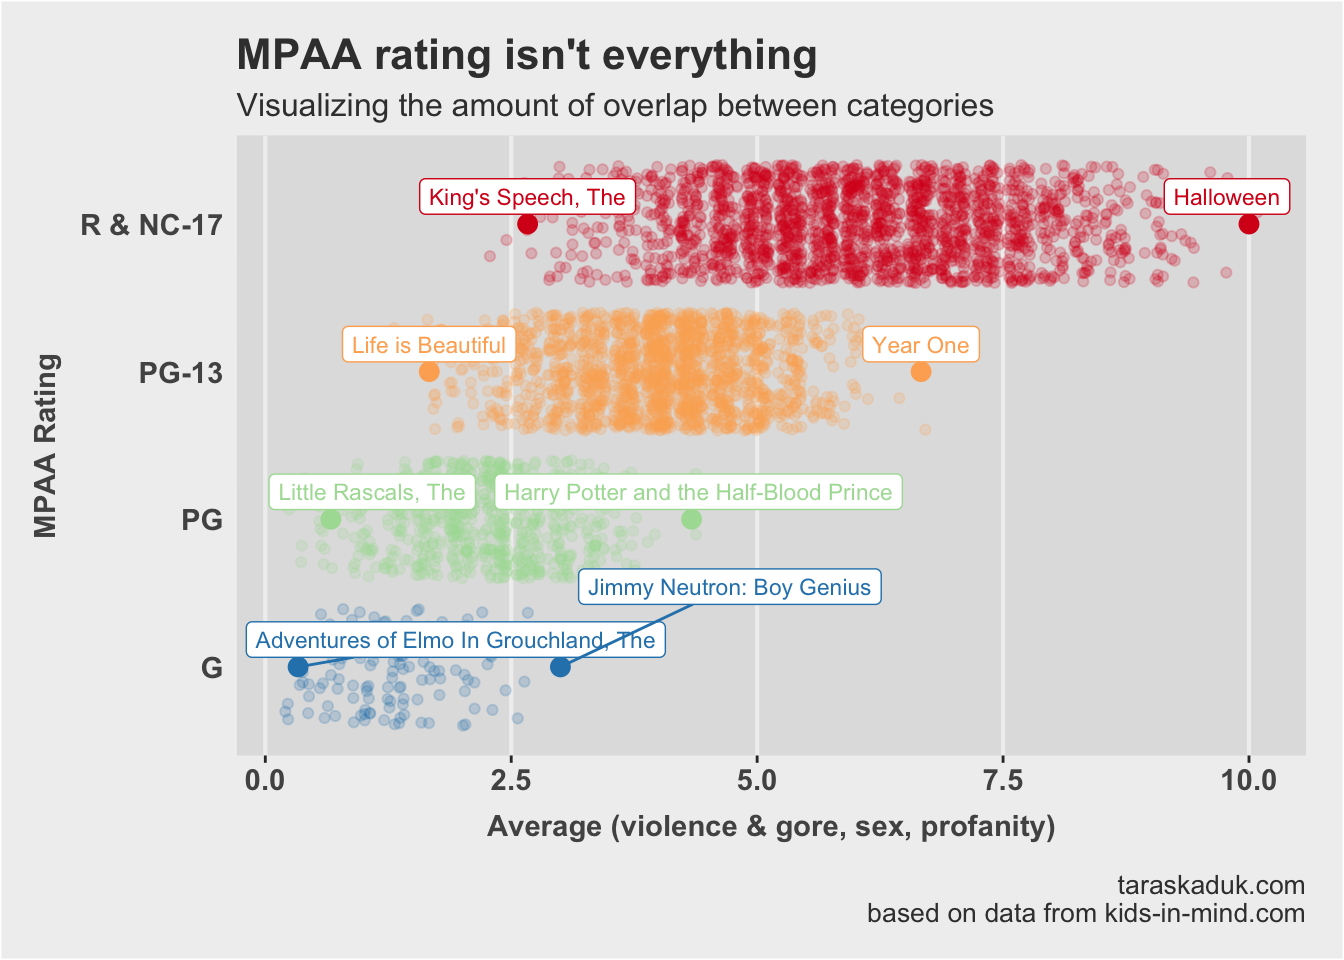 MPAA rating isn't everything
Visualizing the amount of overlap between categories
King's Speech, The
Halloween
R & NC-17
Life is Beautiful
Year One
PG-13
MPAA Rating
Little Rascals, The
Harry Potter and the Half-Blood Prince
PG
Jimmy Neutron: Boy Genius
Adventures of Elmo In Grouchland, The
G
0.0 2.5 5.0 7.5 10.0
Average (violence & gore, sex, profanity)
taraskaduk.com
based on data from kids-in-mind.com